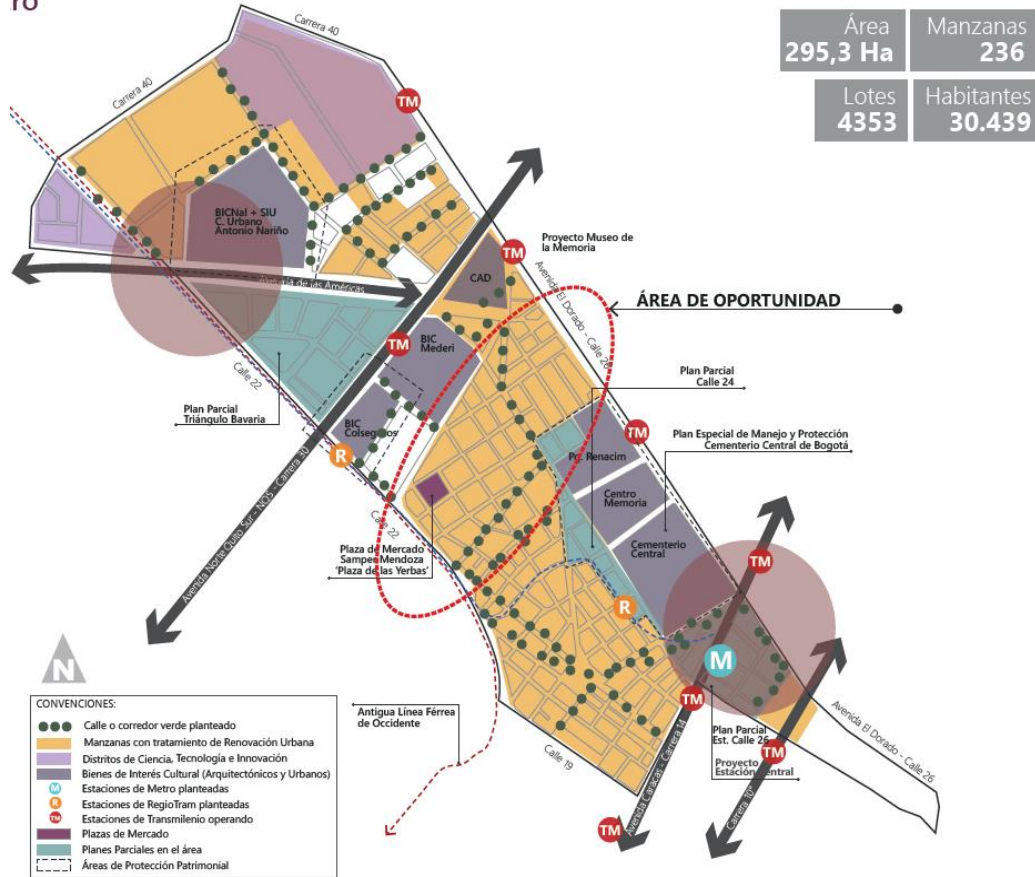 ro
Área
295,3 Ha
Manzanas
236
Lotes
4353
Habitantes
30.439
Carrera 40
Carrera 40
TM
BICNal + SIU
C. Urbano
Antonio Nariño
Avenida de las Américas
CAD
TM
Proyecto Museo de
la Memoria
Avenida El Dorado - Calle 26
ÁREA DE OPORTUNIDAD
TM
BIC
Mederi
Calle 22
Plan Parcial
Triángulo Bavaria
BIC
Colseguros
R
Plan Parcial
Calle 24
TM
Plan Especial de Manejo y Protección
Cementerio Central de Bogotá
Pq. Renacim
Centro
Memoria
Cementerio
Central
Calle 22
Avenida Norte Quito Sur - NQS - Carrera 30
Plaza de Mercado
Samper Mendoza
'Plaza de las Yerbas'
TM
R
M
N
Antigua Línea Férrea
de Occidente
TM
Plan Parcial
Est. Calle 26
Proyecto
Estación Central
TM
Avenida El Dorado - Calle 26
Calle 19
Avenida Caracas - Carrera 14
Carrera 10ª
TM
CONVENCIONES:
Calle o corredor verde planteado
Manzanas con tratamiento de Renovación Urbana
Distritos de Ciencia, Tecnología e Innovación
Bienes de Interés Cultural (Arquitectónicos y Urbanos)
M Estaciones de Metro planteadas
R Estaciones de RegioTram planteadas
TM Estaciones de Transmilenio operando
Plazas de Mercado
Planes Parciales en el área
Áreas de Protección Patrimonial